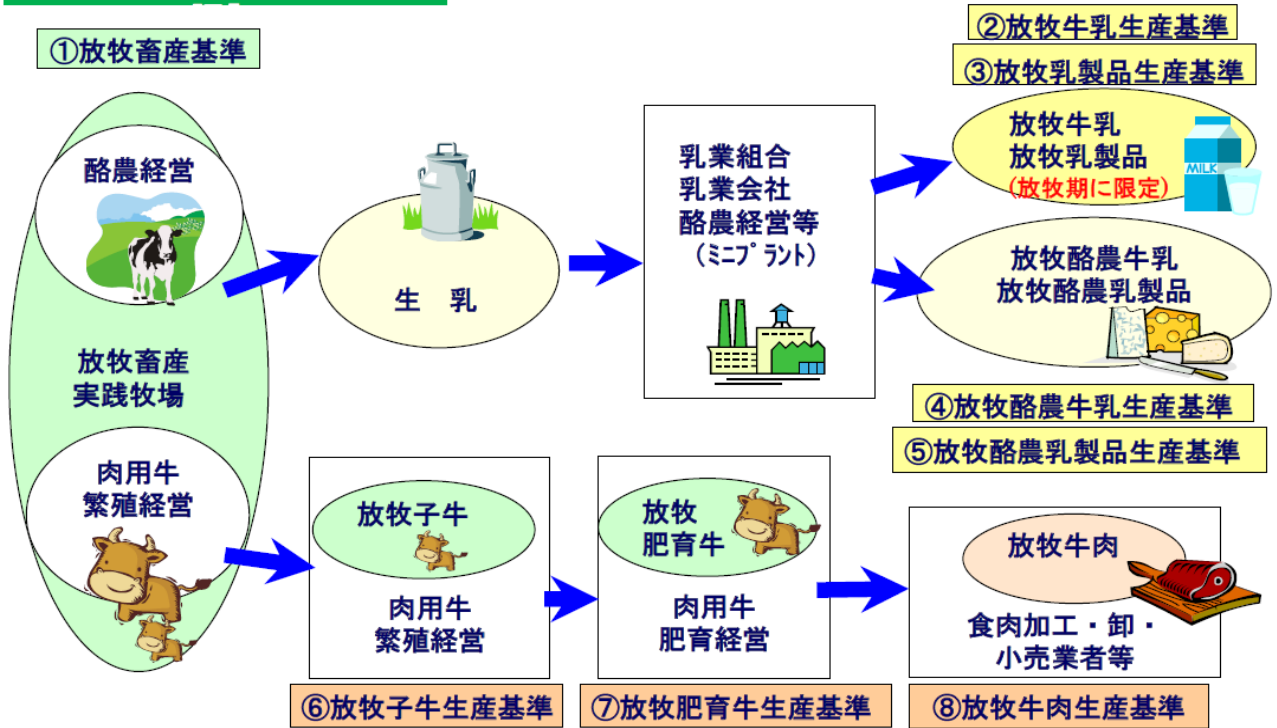 ①放牧畜産基準
酪農経営
放牧畜産
実践牧場
肉用牛
繁殖経営
生　乳
乳業組合
乳業会社
酪農経営等
（ﾐﾆﾌﾟﾗﾝﾄ）
②放牧牛乳生産基準
③放牧乳製品生産基準
放牧牛乳
放牧乳製品
(放牧期に限定)
MILK
放牧酪農牛乳
放牧酪農乳製品
④放牧酪農牛乳生産基準
⑤放牧酪農乳製品生産基準
放牧子牛
肉用牛
繁殖経営
⑥放牧子牛生産基準
放牧
肥育牛
肉用牛
肥育経営
⑦放牧肥育牛生産基準
放牧牛肉
食肉加工・卸・
小売業者等
⑧放牧牛肉生産基準